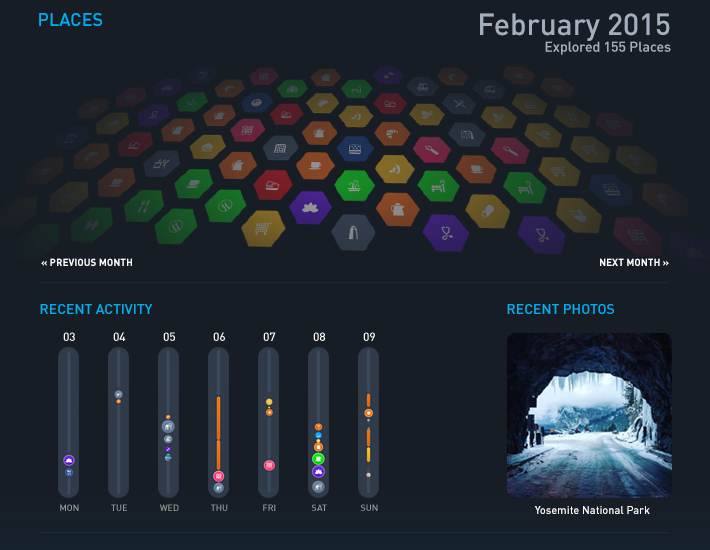 PLACES
February 2015
Explored 155 Places
« PREVIOUS MONTH
NEXT MONTH »
RECENT ACTIVITY
RECENT PHOTOS
03 04 05 06 07 08 09
MON TUE WED THU FRI SAT SUN
Yosemite National Park